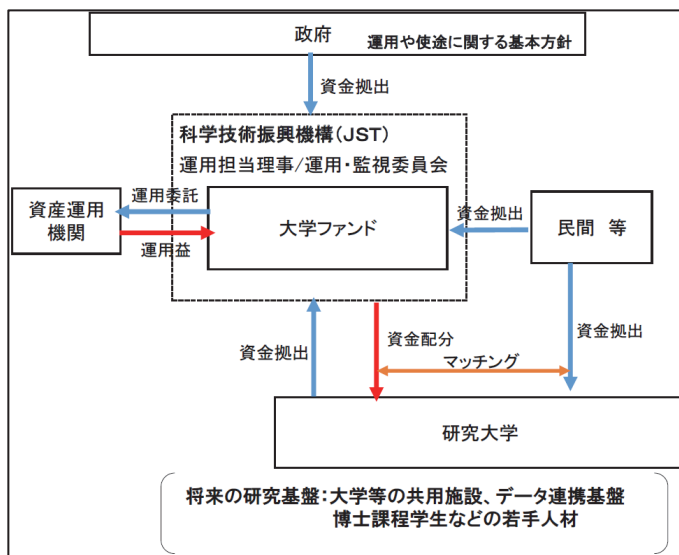 政府
運用や使途に関する基本方針
資金拠出
科学技術振興機構(JST)
運用担当理事/運用・監視委員会
運用委託
資産運用
機関
運用益
大学ファンド
資金拠出
民間 等
資金拠出
資金配分
資金拠出
マッチング
研究大学
将来の研究基盤:大学等の共用施設、データ連携基盤
博士課程学生などの若手人材